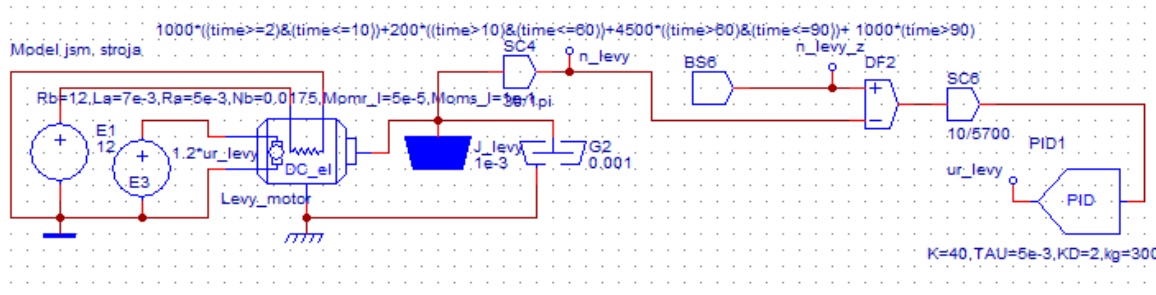 1000*((time>=2)&(time<=10))+200*((time>10)&(time<=60))+4500*((time>60)&(time<=90))+ 1000*(time>90)
Model jsm, stroja
SC4
n_levy
n_levy_z
BS6
DF2
SC6
Rb=12,La=7e-3,Ra=5e-3,Nb=0.0175,Momr_l=5e-5,Moms_l=1e-1
30/1pi
E1
12
1.2*ur_levy
E3
DC_el
J_levy
1e-3
G2
0.001
10/5700
PID1
ur_levy
PID
Levy_motor
K=40,TAU=5e-3,KD=2,kg=300